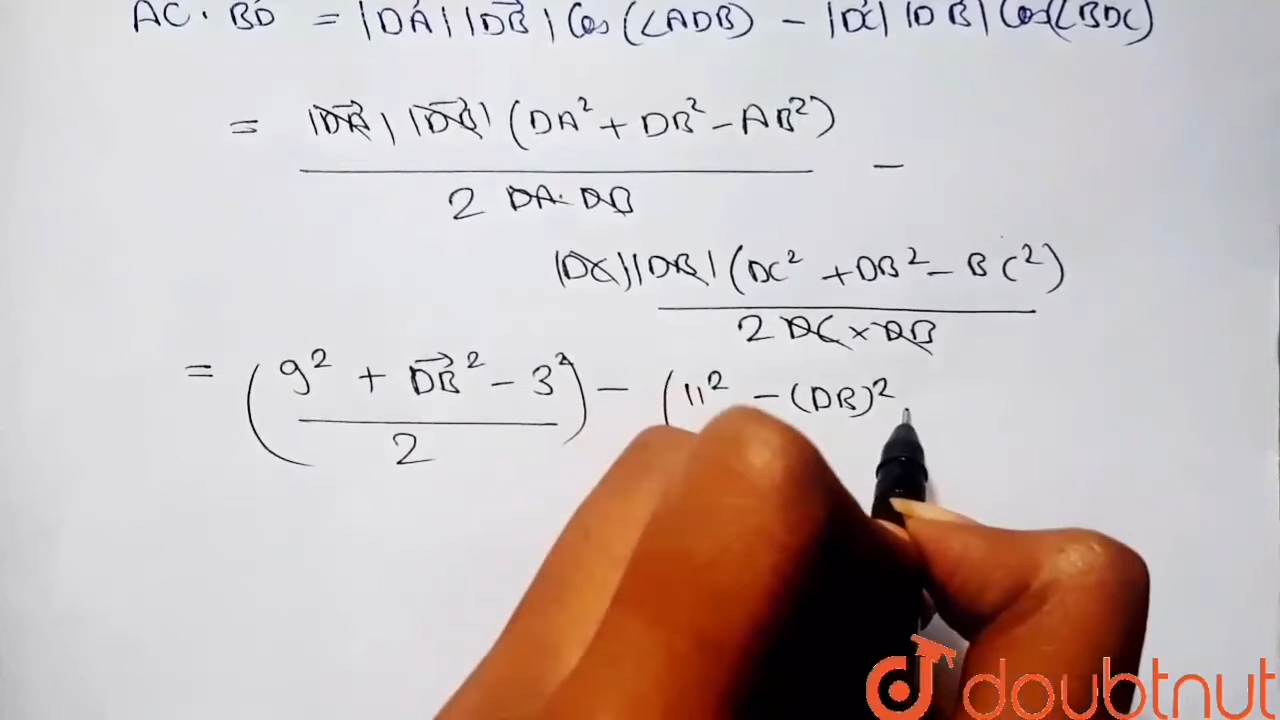 AC · BD = |DA| |DB| Cos (∠ADB) - |DC| |DB| Cos(∠BDC)
= |DA| |DB| (DA² + DB² - AB²)
2 DA · DB
-
|DC| |DB| (DC² + DB² - BC²)
2 DC × DB
= (9² + DB² - 3²) - (11² - (DB)²
2
doubtnut